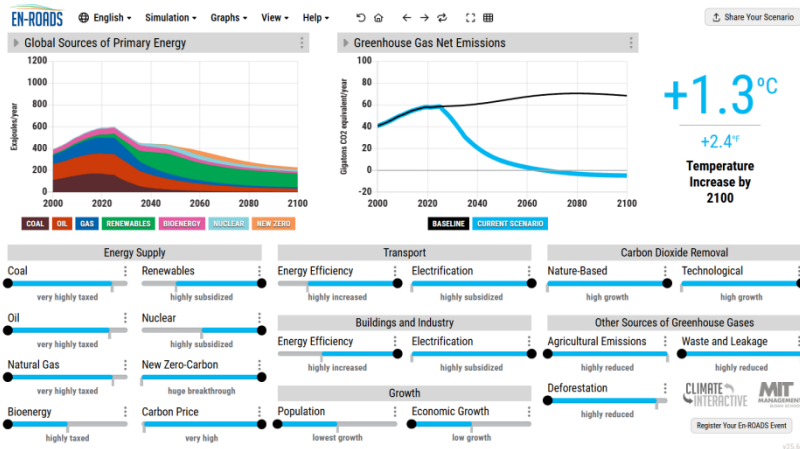 EN-ROADS
English
Simulation
Graphs
View
Help
Share Your Scenario
Global Sources of Primary Energy
Exajoules/year
1200
1000
800
600
400
200
0
2000 2020 2040 2060 2080 2100
COAL OIL GAS RENEWABLES BIOENERGY NUCLEAR NEW ZERO
Greenhouse Gas Net Emissions
Gigatons CO2 equivalent/year
100
80
60
40
20
0
-20
2000 2020 2040 2060 2080 2100
BASELINE CURRENT SCENARIO
+1.3°C
+2.4°F
Temperature
Increase by
2100
Energy Supply
Coal
very highly taxed
Renewables
highly subsidized
Oil
very highly taxed
Nuclear
highly subsidized
Natural Gas
very highly taxed
New Zero-Carbon
huge breakthrough
Bioenergy
highly taxed
Carbon Price
very high
Transport
Energy Efficiency
highly increased
Electrification
highly subsidized
Buildings and Industry
Energy Efficiency
highly increased
Electrification
highly subsidized
Growth
Population
lowest growth
Economic Growth
low growth
Carbon Dioxide Removal
Nature-Based
high growth
Technological
high growth
Other Sources of Greenhouse Gases
Agricultural Emissions
highly reduced
Waste and Leakage
highly reduced
Deforestation
highly reduced
CLIMATE
INTERACTIVE
MIT
MANAGEMENT
Register Your En-ROADS Event